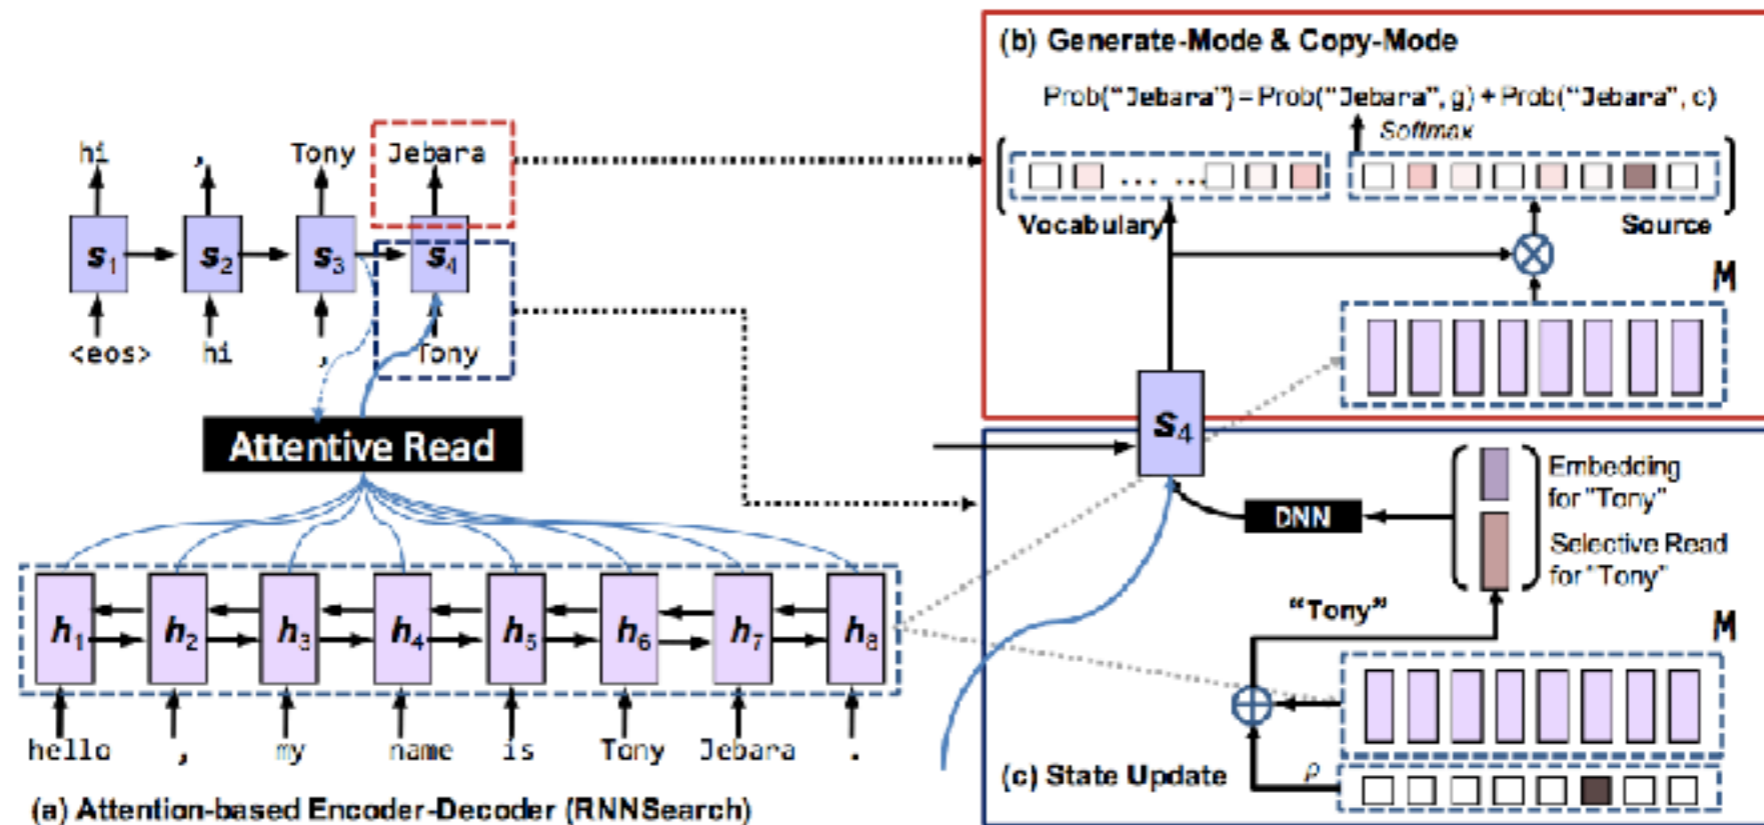 hi , Tony Jebara
s1 s2 s3 s4
<eos> hi , Tony
Attentive Read
h1 h2 h3 h4 h5 h6 h7 h8
hello , my name is Tony Jebara .
(a) Attention-based Encoder-Decoder (RNNSearch)
(b) Generate-Mode & Copy-Mode
Prob("Jebara") = Prob("Jebara", g) + Prob("Jebara", c)
Softmax
... ...
Vocabulary
Source
M
s4
Embedding
for "Tony"
DNN
Selective Read
for "Tony"
"Tony"
M
ρ
(c) State Update